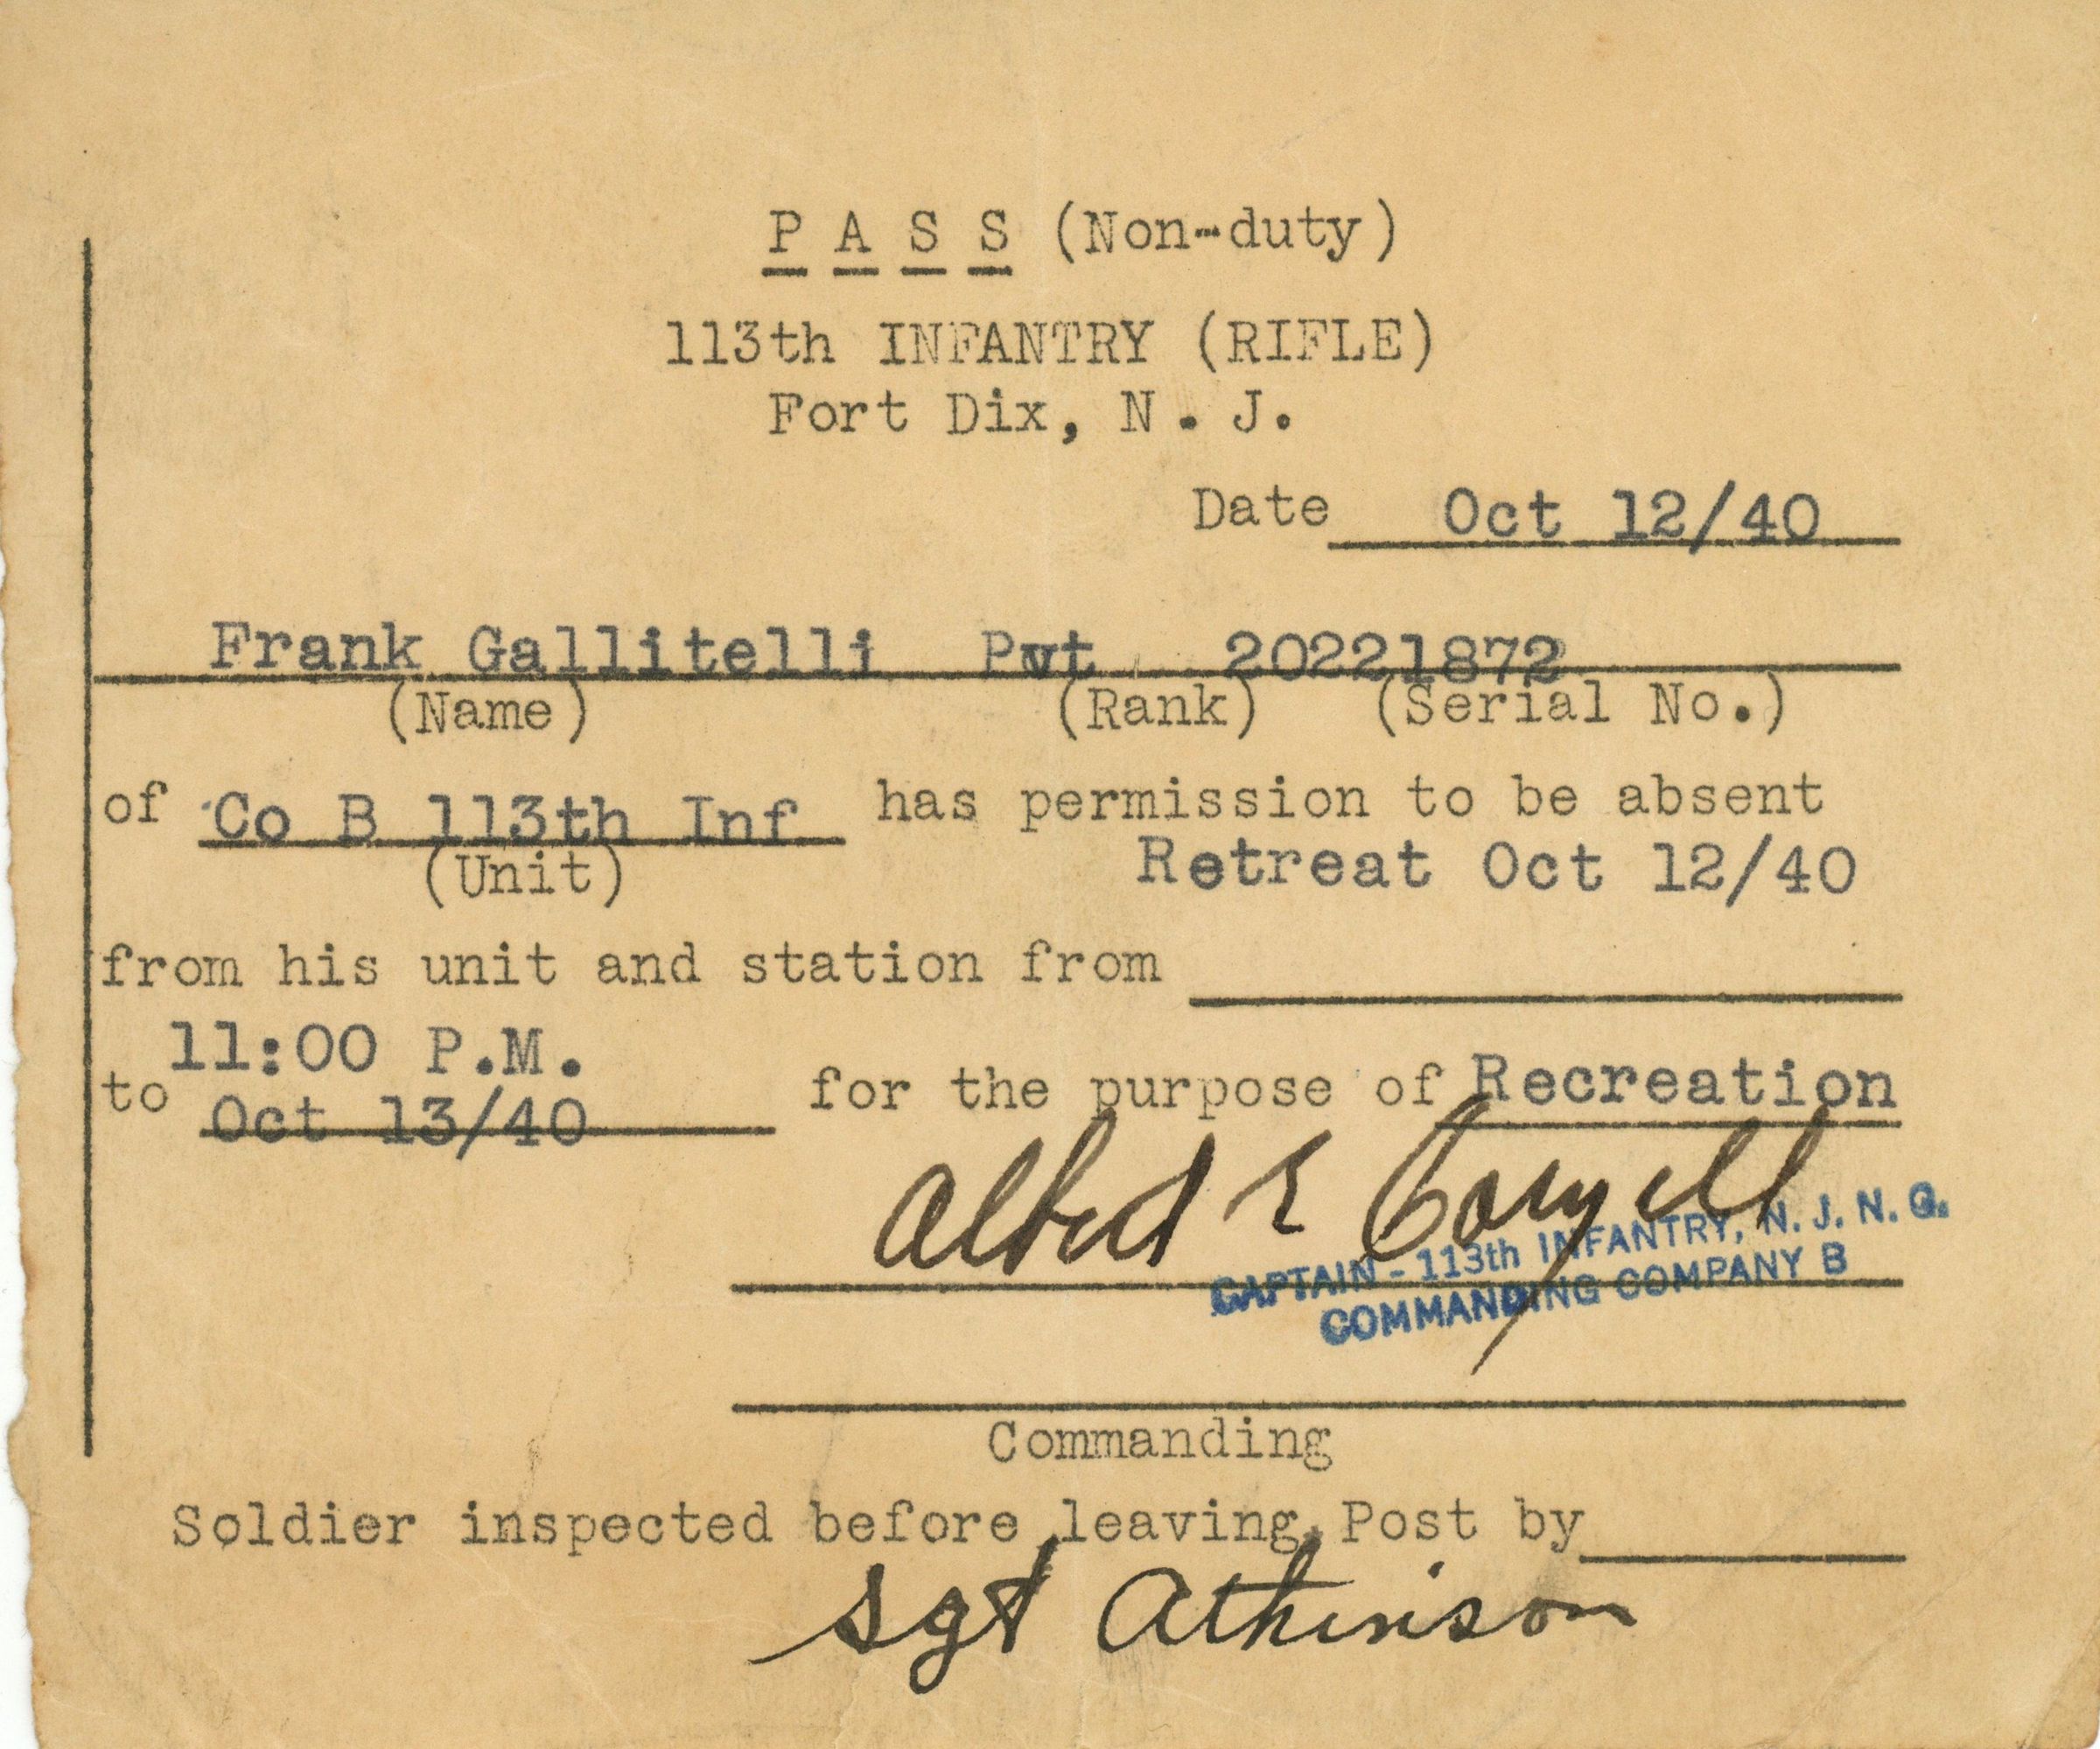 PASS (Non-duty)
113th INFANTRY (RIFLE)
Fort Dix, N. J.
Date Oct 12/40
Frank Gallitelli Pvt 20221872
(Name) (Rank) (Serial No.)
of Co B 113th Inf has permission to be absent
(Unit) Retreat Oct 12/40
from his unit and station from
11:00 P.M.
to Oct 13/40 for the purpose of Recreation
Albert E Coryell
CAPTAIN - 113th INFANTRY, N. J. N. G.
COMMANDING COMPANY B
Commanding
Soldier inspected before leaving Post by
Sgt Atkinson